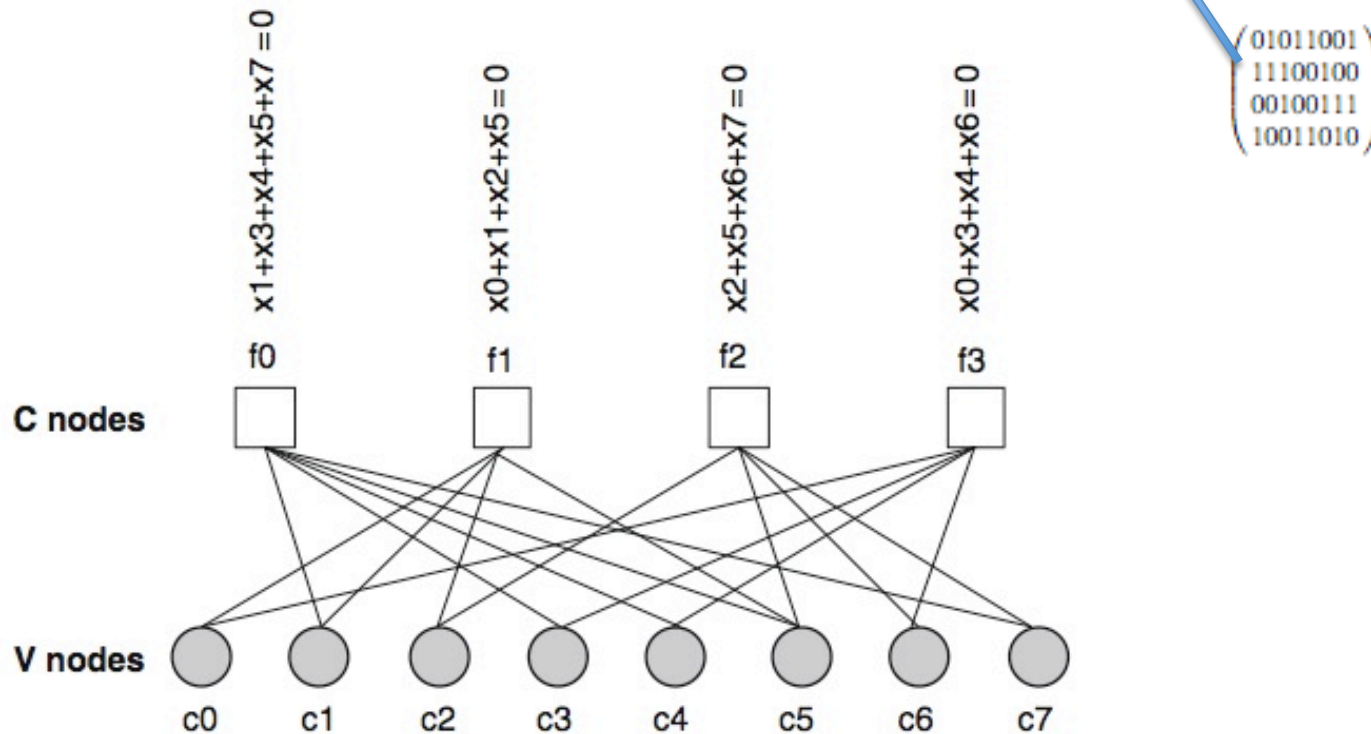 x1+x3+x4+x5+x7=0
x0+x1+x2+x5=0
x2+x5+x6+x7=0
x0+x3+x4+x6=0
01011001
11100100
00100111
10011010
f0 f1 f2 f3
C nodes
V nodes
c0 c1 c2 c3 c4 c5 c6 c7